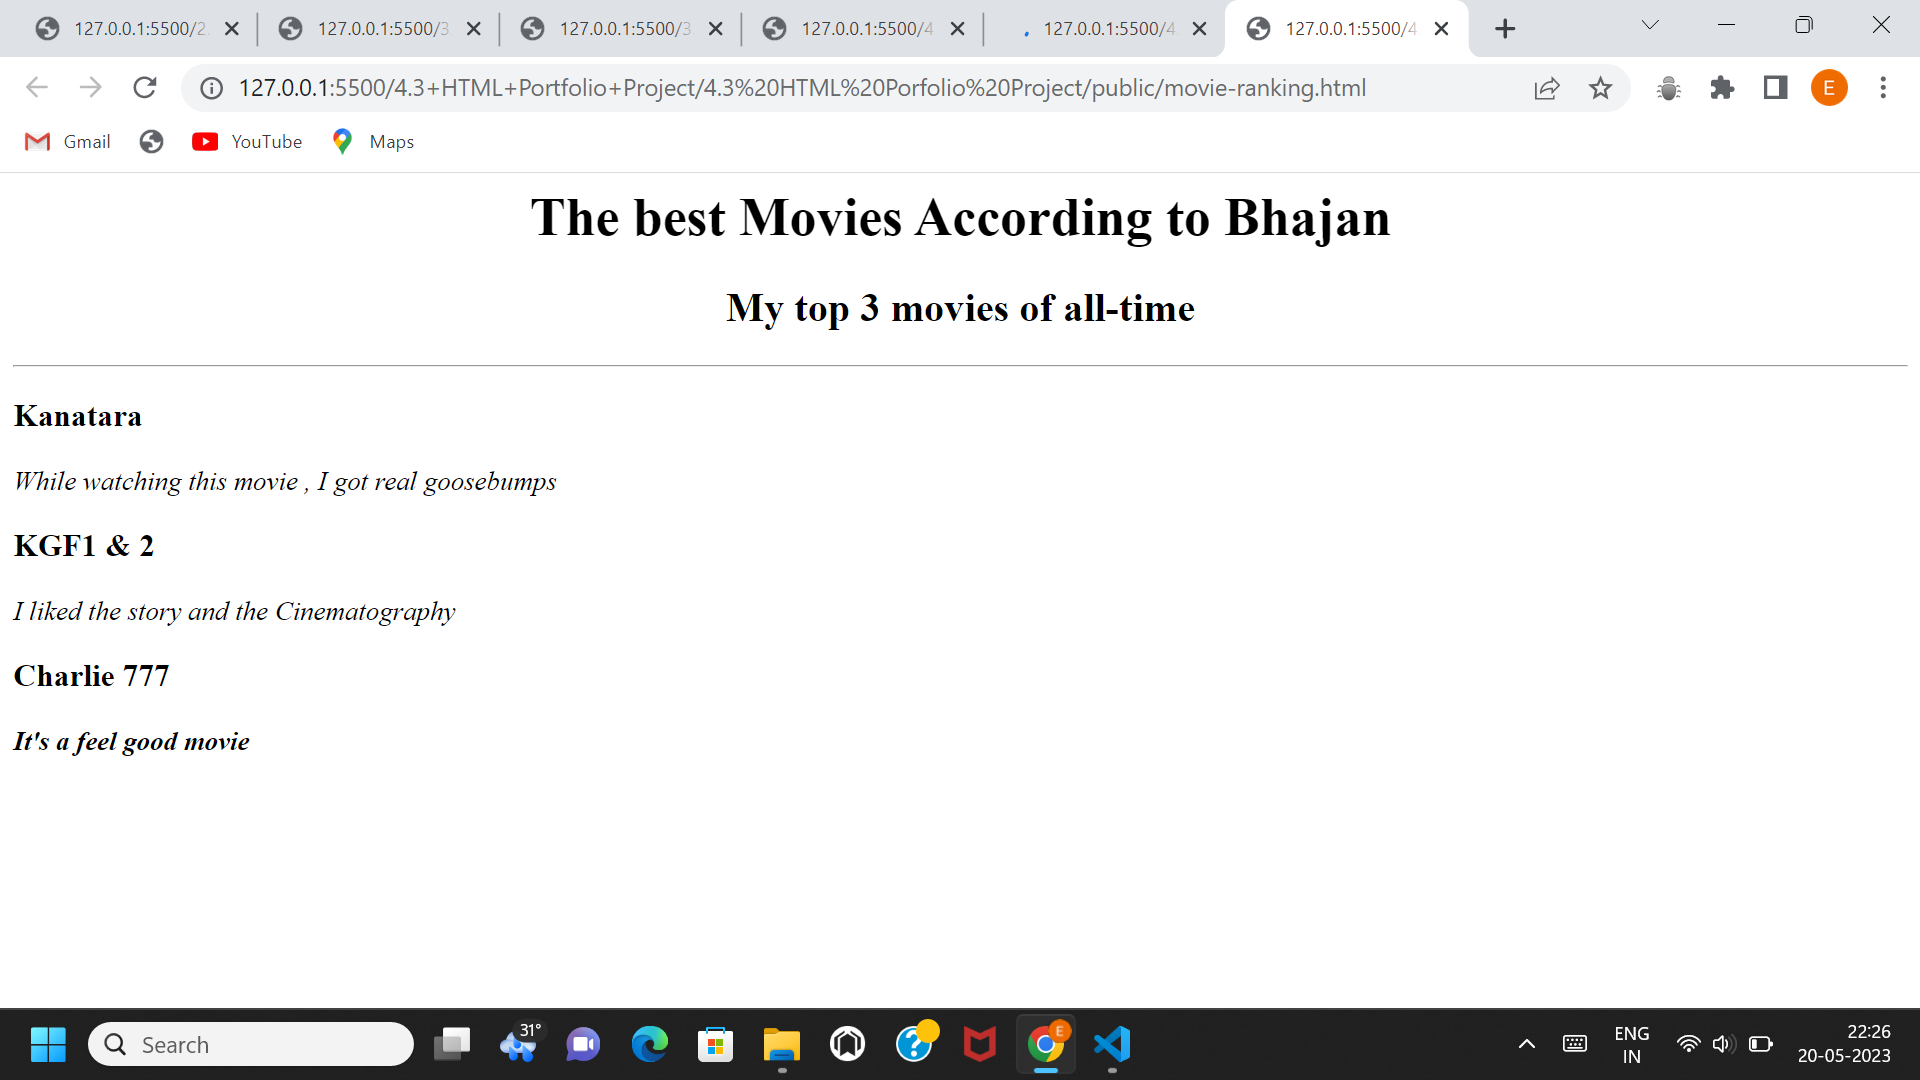 127.0.0.1:5500/2 127.0.0.1:5500/3 127.0.0.1:5500/3 127.0.0.1:5500/4 127.0.0.1:5500/4 127.0.0.1:5500/4
127.0.0.1:5500/4.3+HTML+Portfolio+Project/4.3%20HTML%20Porfolio%20Project/public/movie-ranking.html E
Gmail YouTube Maps
The best Movies According to Bhajan
My top 3 movies of all-time
Kanatara
While watching this movie , I got real goosebumps
KGF1 & 2
I liked the story and the Cinematography
Charlie 777
It's a feel good movie
Search 31° E ENG IN 22:26
20-05-2023